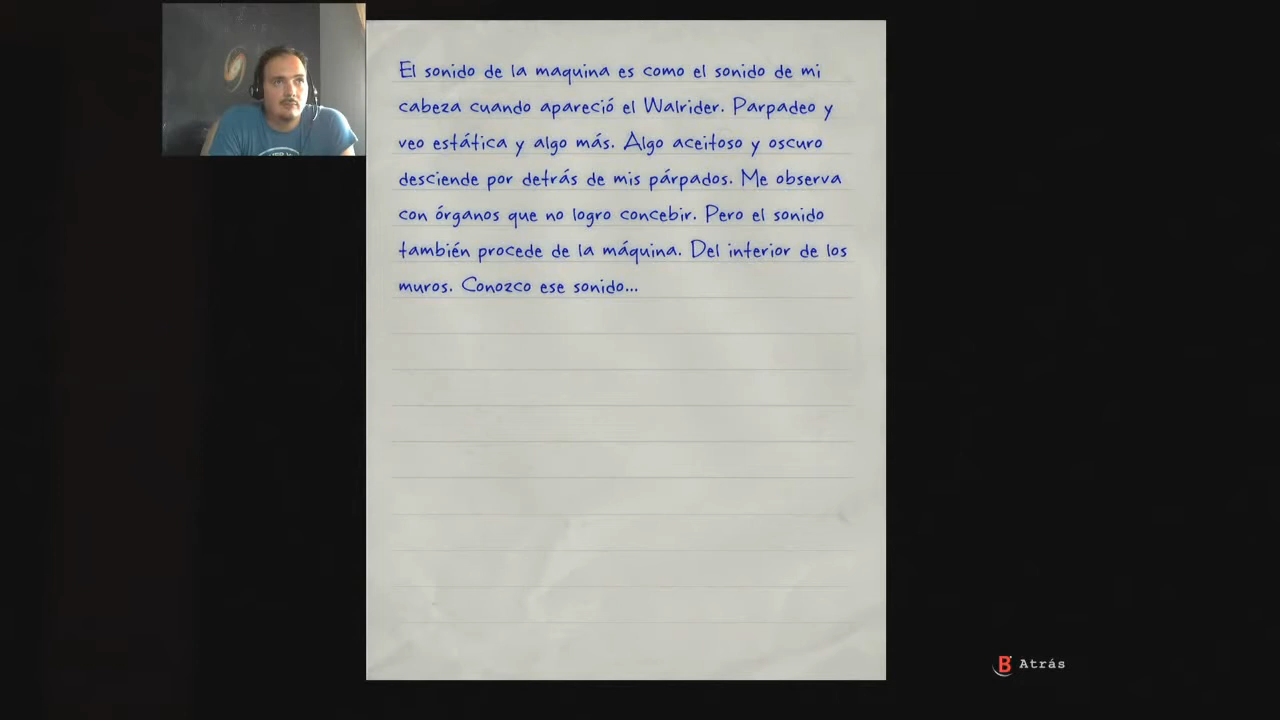 El sonido de la maquina es como el sonido de mi
cabeza cuando apareció el Walrider. Parpadeo y
veo estática y algo más. Algo aceitoso y oscuro
desciende por detrás de mis párpados. Me observa
con órganos que no logro concebir. Pero el sonido
también procede de la máquina. Del interior de los
muros. Conozco ese sonido...
B Atrás